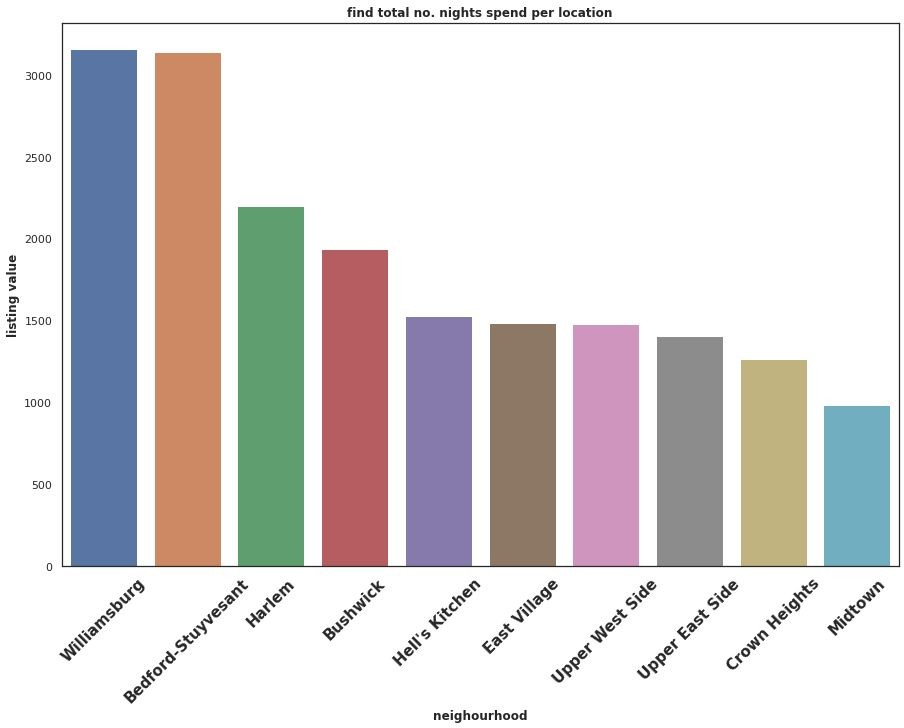 find total no. nights spend per location
listing value
3000
2500
2000
1500
1000
500
0
Williamsburg
Bedford-Stuyvesant
Harlem
Bushwick
Hell's Kitchen
East Village
Upper West Side
Upper East Side
Crown Heights
Midtown
neighourhood